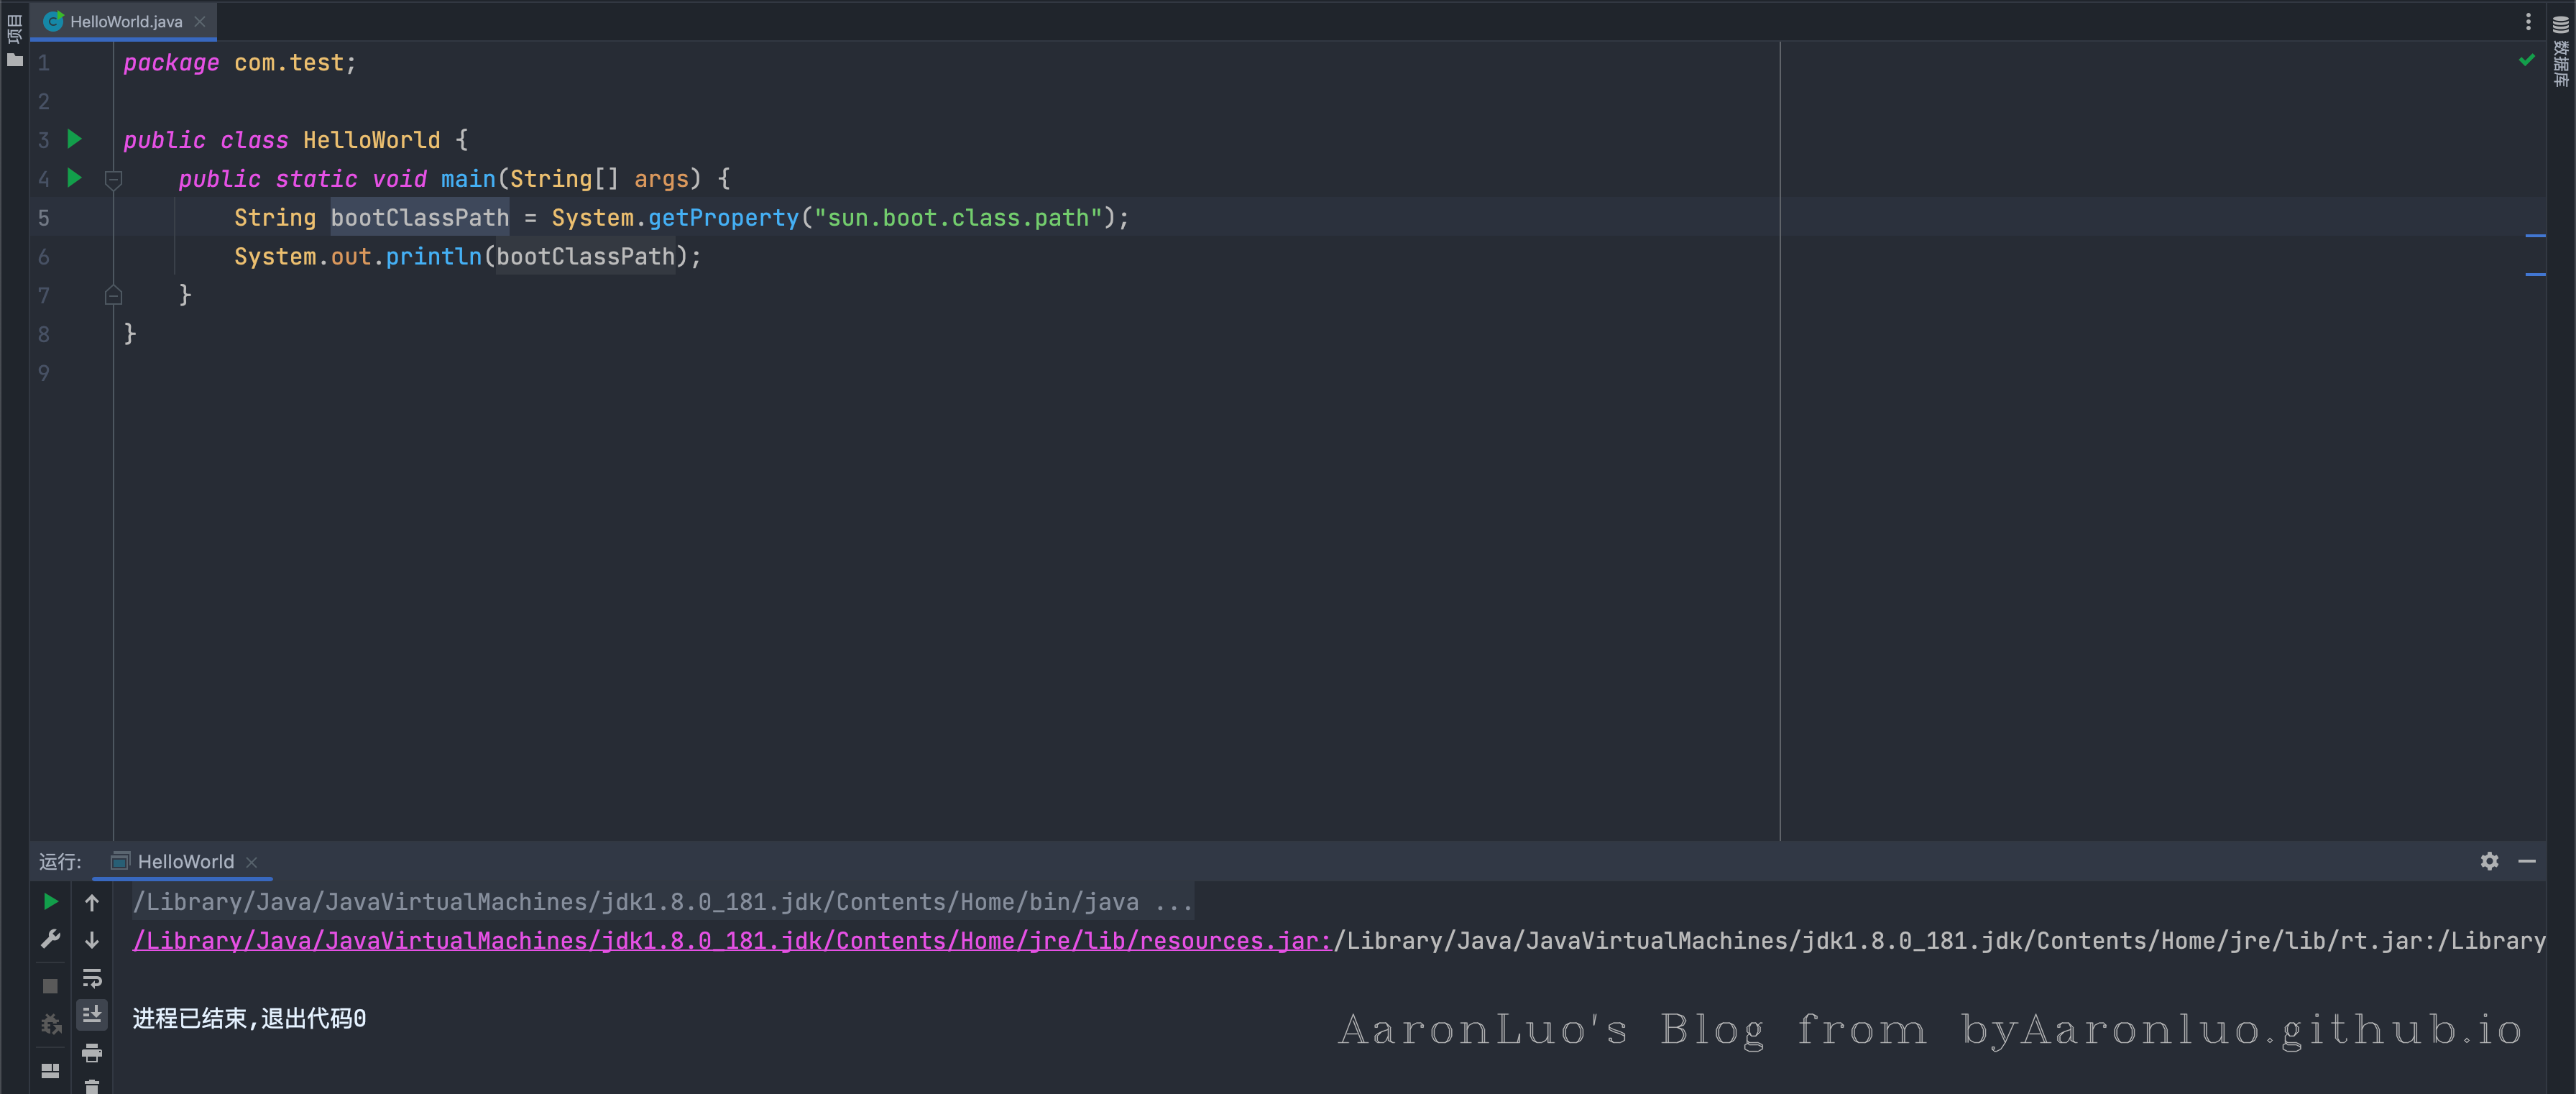 项目
HelloWorld.java
数据库
1 package com.test;
2
3 public class HelloWorld {
4 public static void main(String[] args) {
5 String bootClassPath = System.getProperty("sun.boot.class.path");
6 System.out.println(bootClassPath);
7 }
8 }
9
运行: HelloWorld
/Library/Java/JavaVirtualMachines/jdk1.8.0_181.jdk/Contents/Home/bin/java ...
/Library/Java/JavaVirtualMachines/jdk1.8.0_181.jdk/Contents/Home/jre/lib/resources.jar:/Library/Java/JavaVirtualMachines/jdk1.8.0_181.jdk/Contents/Home/jre/lib/rt.jar:/Library
进程已结束,退出代码0
AaronLuo's Blog from byAaronluo.github.io